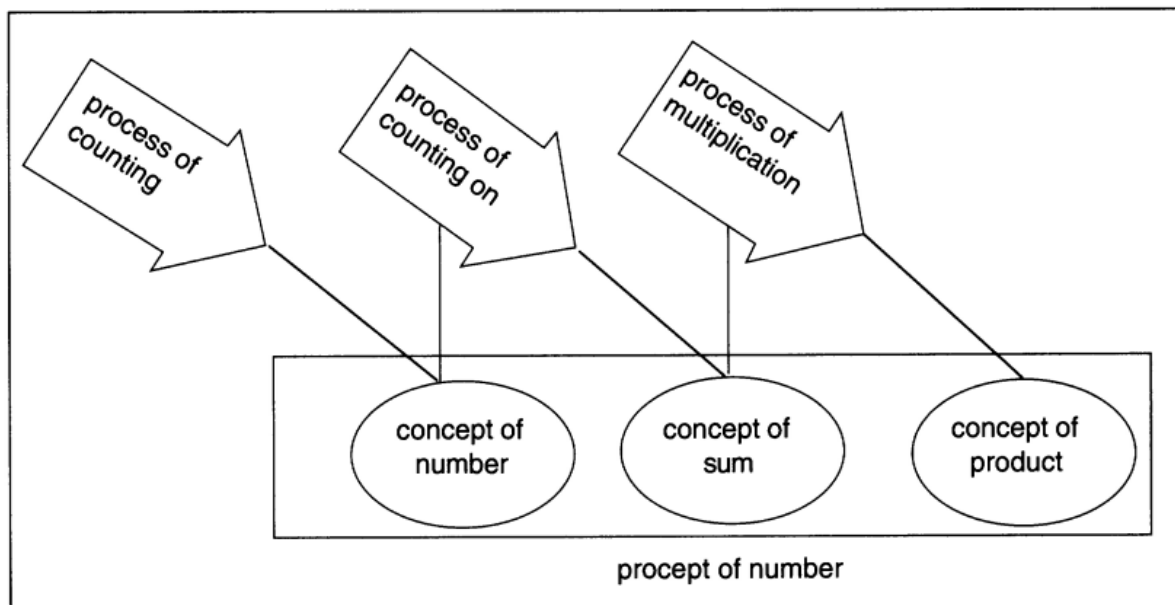 process of
counting
process of
counting on
process of
multiplication
concept of
number
concept of
sum
concept of
product
procept of number